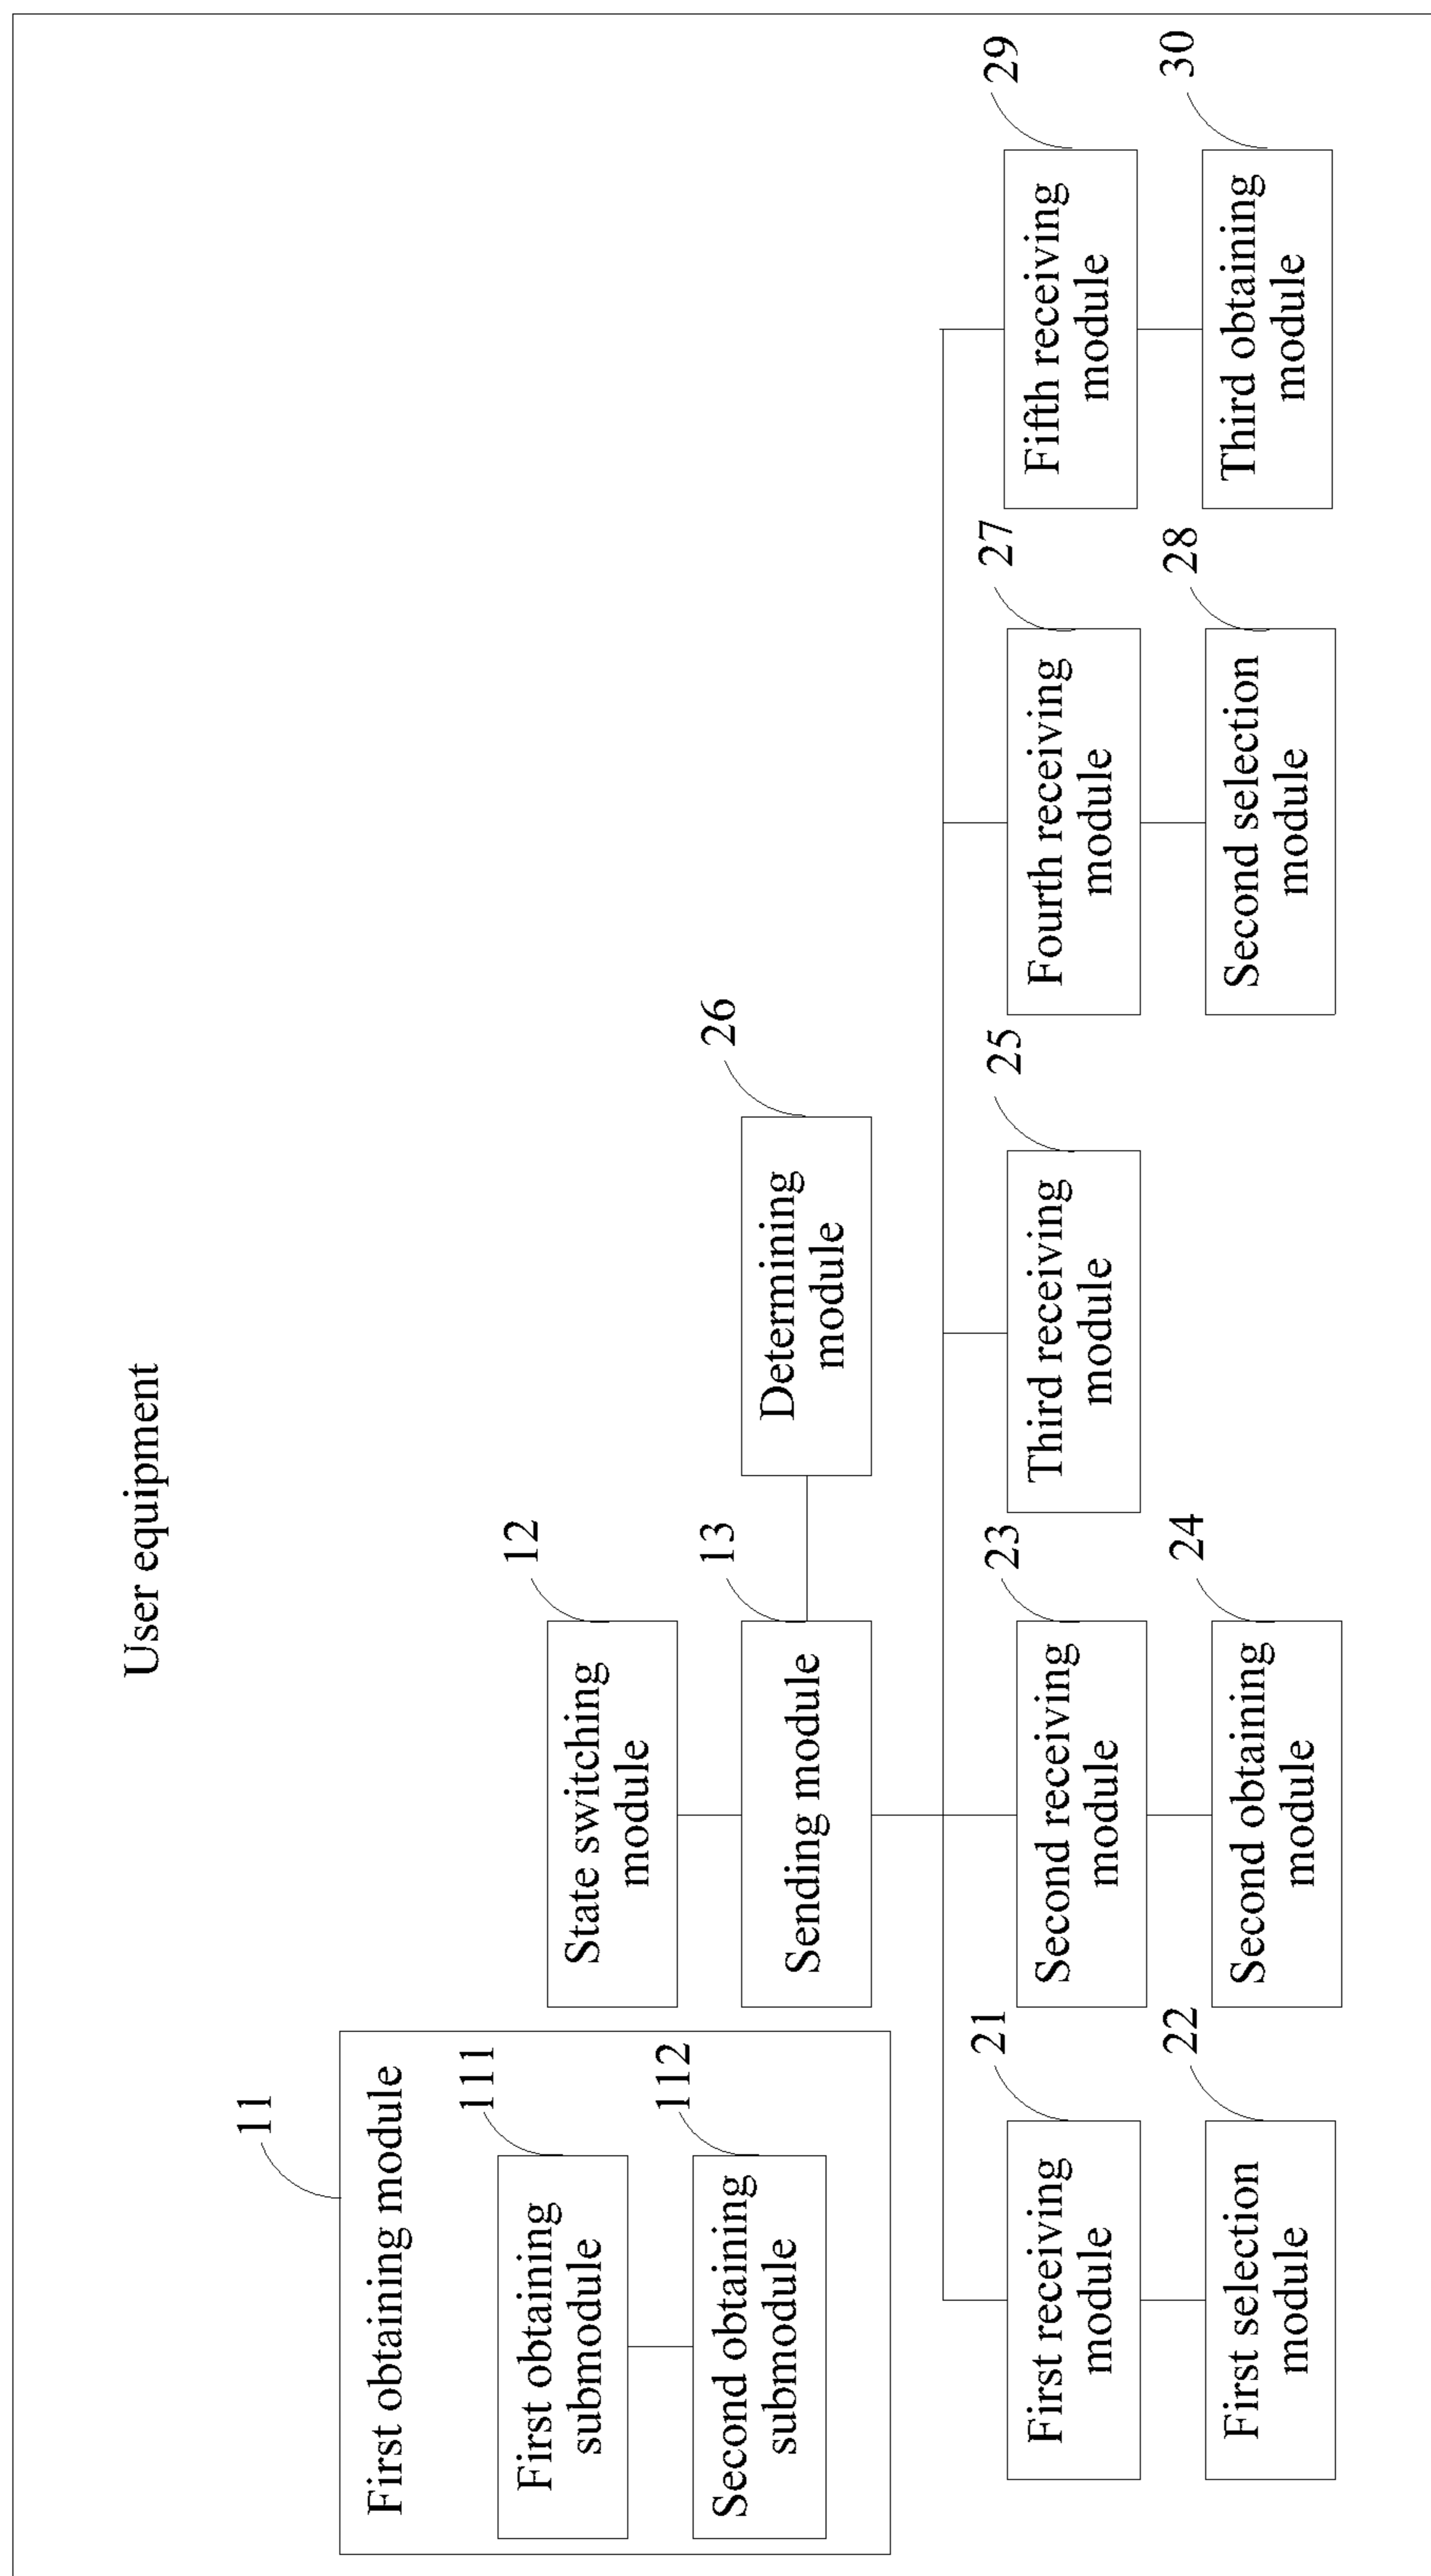 User equipment
11
First obtaining module
111
First obtaining
submodule
112
Second obtaining
submodule
12
State switching
module
13
Sending module
26
Determining
module
21
First receiving
module
22
First selection
module
23
Second receiving
module
24
Second obtaining
module
25
Third receiving
module
27
Fourth receiving
module
28
Second selection
module
29
Fifth receiving
module
30
Third obtaining
module